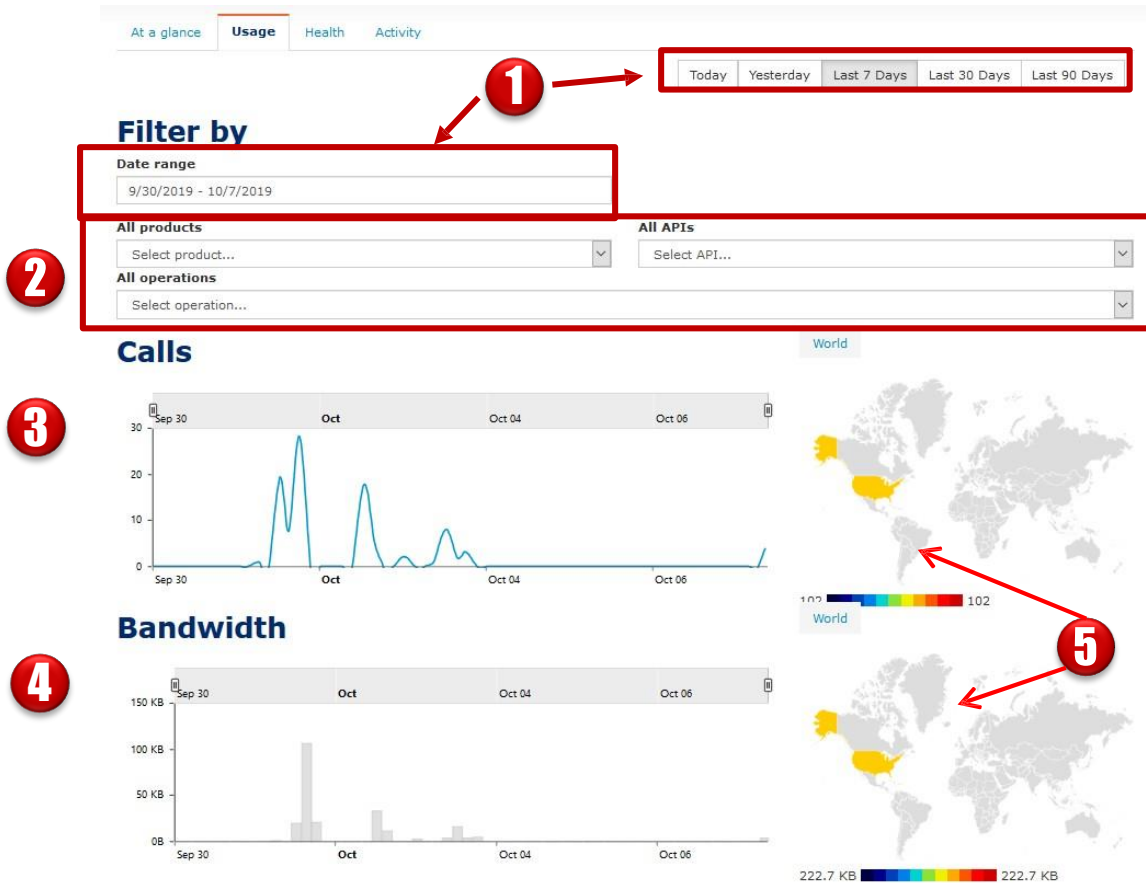 At a glance Usage Health Activity
1
Today Yesterday Last 7 Days Last 30 Days Last 90 Days
Filter by
Date range
9/30/2019 - 10/7/2019
All products All APIs
2
Select product... Select API...
All operations
Select operation...
Calls
World
3
Sep 30 Oct Oct 04 Oct 06
30
20
10
0
Sep 30 Oct Oct 04 Oct 06
102 102
Bandwidth
World
5
4
Sep 30 Oct Oct 04 Oct 06
150 KB
100 KB
50 KB
0B
Sep 30 Oct Oct 04 Oct 06
222.7 KB 222.7 KB